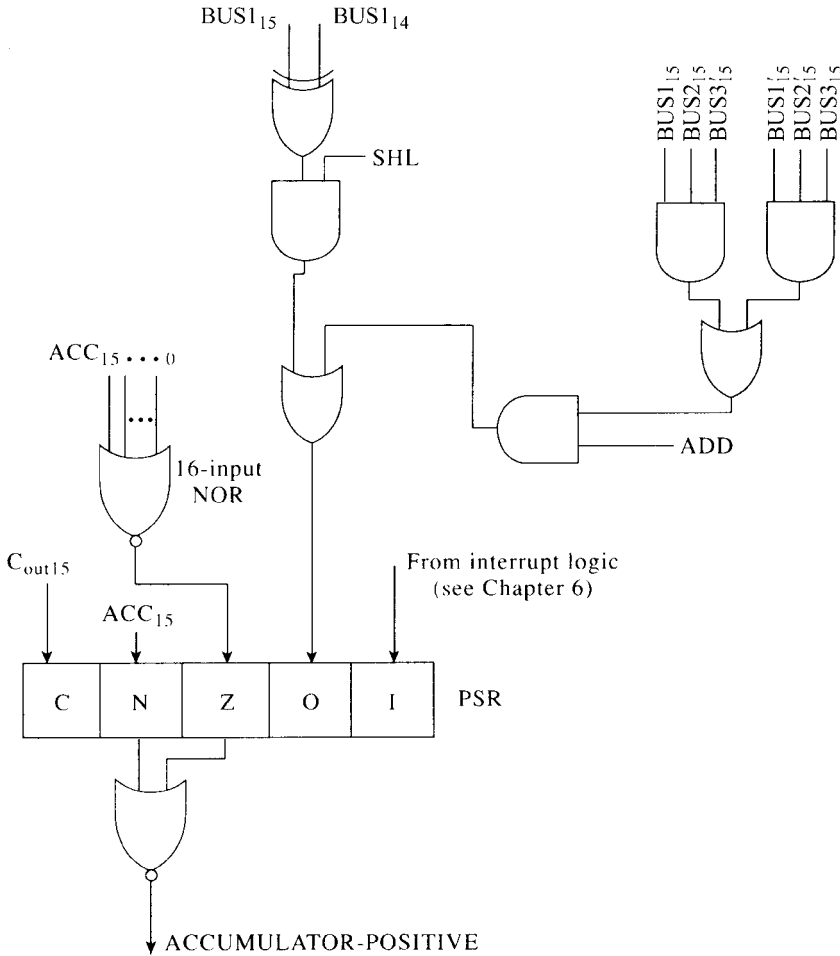 BUS1₁₅ BUS1₁₄
BUS1₁₅
BUS2₁₅
BUS3′₁₅
BUS1′₁₅
BUS2′₁₅
BUS3₁₅
SHL
ACC₁₅ • • • ₀
•••
16-input
NOR
ADD
C_out15
ACC₁₅
From interrupt logic
(see Chapter 6)
C N Z O I PSR
ACCUMULATOR-POSITIVE